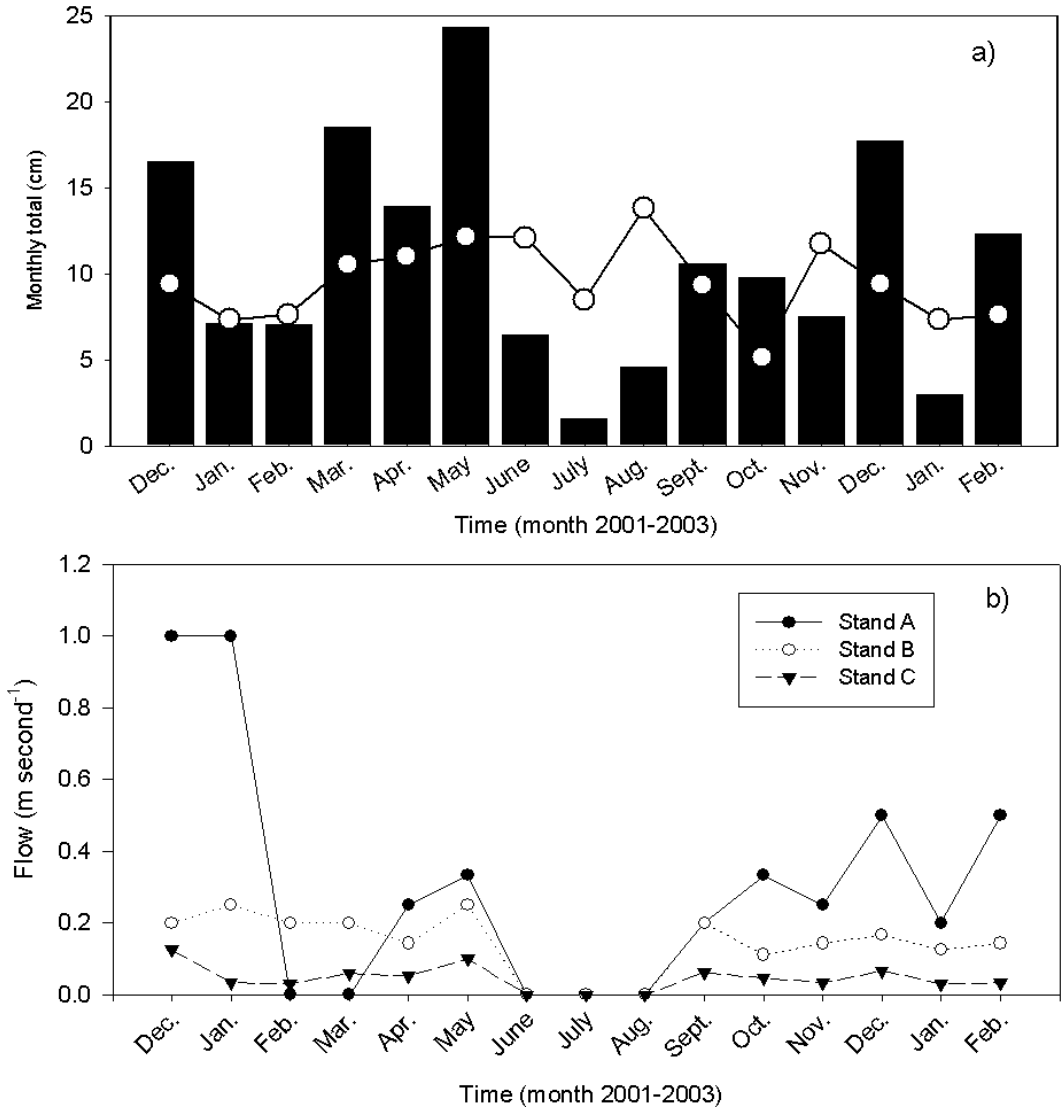 25
20
15
10
5
0
Monthly total (cm)
a)
Dec. Jan. Feb. Mar. Apr. May June July Aug. Sept. Oct. Nov. Dec. Jan. Feb.
Time (month 2001-2003)
1.2
1.0
0.8
0.6
0.4
0.2
0.0
Flow (m second⁻¹)
b)
Stand A
Stand B
Stand C
Dec. Jan. Feb. Mar. Apr. May June July Aug. Sept. Oct. Nov. Dec. Jan. Feb.
Time (month 2001-2003)